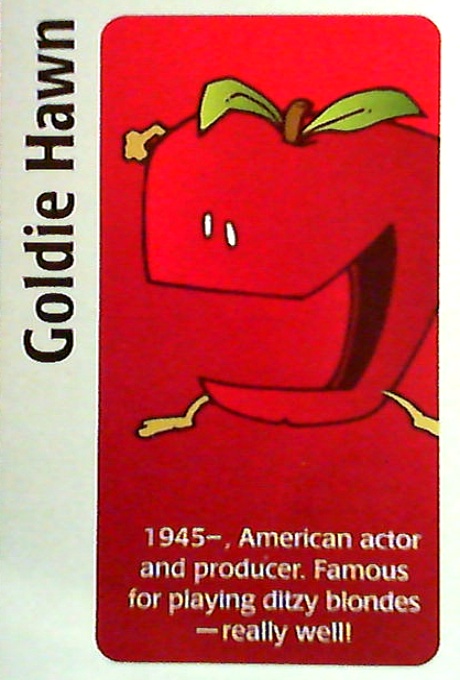 Goldie Hawn
1945–, American actor
and producer. Famous
for playing ditzy blondes
—really well!